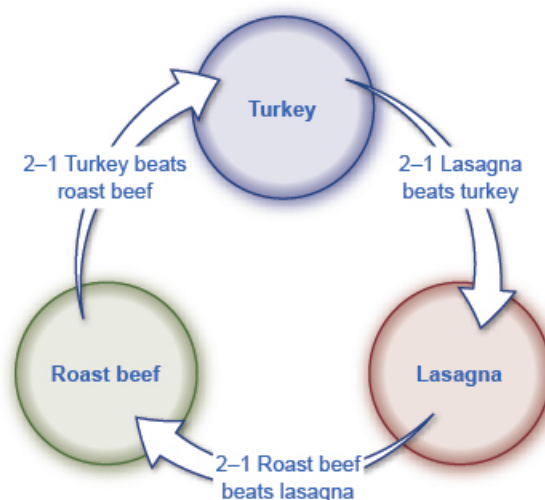 Turkey
2–1 Turkey beats
roast beef
2–1 Lasagna
beats turkey
Roast beef
Lasagna
2–1 Roast beef
beats lasagna